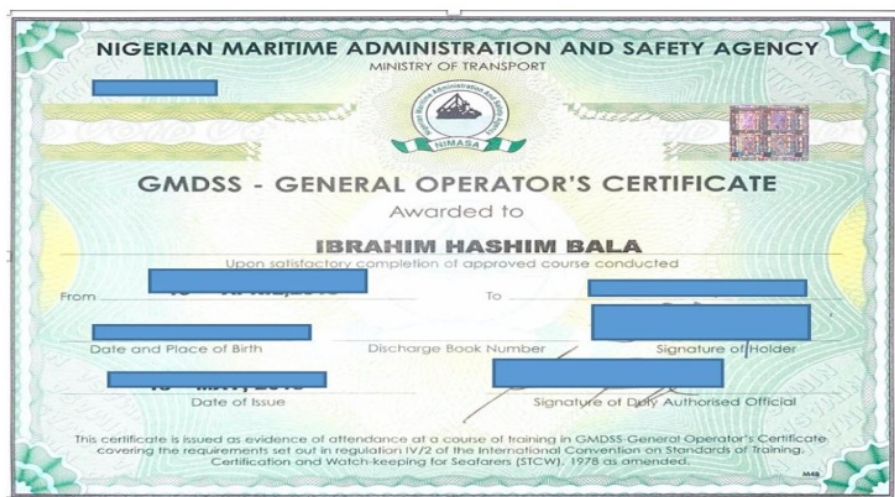 NIGERIAN MARITIME ADMINISTRATION AND SAFETY AGENCY
MINISTRY OF TRANSPORT
NIMASA
GMDSS - GENERAL OPERATOR'S CERTIFICATE
Awarded to
IBRAHIM HASHIM BALA
Upon satisfactory completion of approved course conducted
From To
Date and Place of Birth Discharge Book Number Signature of Holder
Date of Issue Signature of Duly Authorised Official
This certificate is issued as evidence of attendance at a course of training in GMDSS General Operator's Certificate
covering the requirements set out in regulation IV/2 of the International Convention on Standards of Training,
Certification and Watch-keeping for Seafarers (STCW), 1978 as amended.